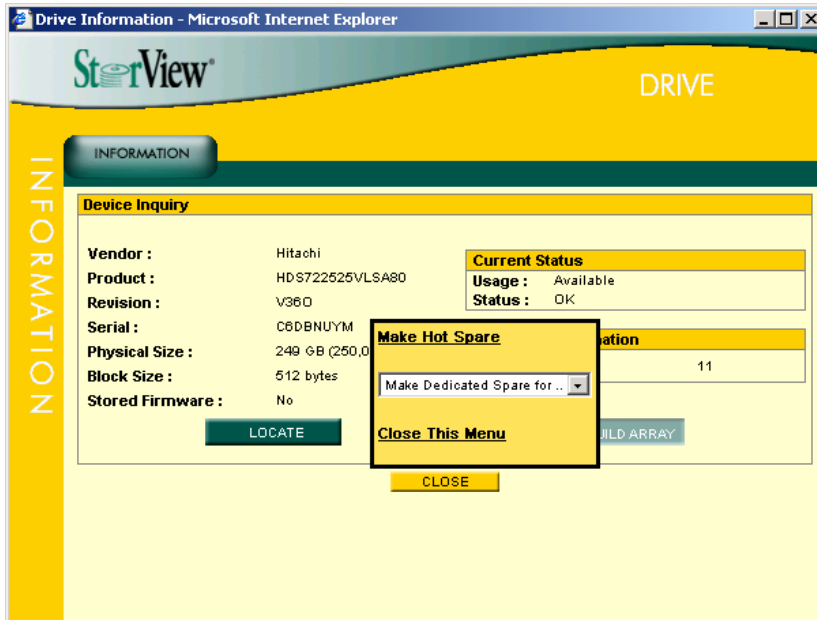 Drive Information - Microsoft Internet Explorer
StorView
DRIVE
INFORMATION
INFORMATION
Device Inquiry
Vendor : Hitachi
Product : HDS722525VLSA80
Revision : V36O
Serial : C6DBNUYM
Physical Size : 249 GB (250,0
Block Size : 512 bytes
Stored Firmware : No
Current Status
Usage : Available
Status : OK
ation
11
Make Hot Spare
Make Dedicated Spare for ..
Close This Menu
LOCATE
ILD ARRAY
CLOSE